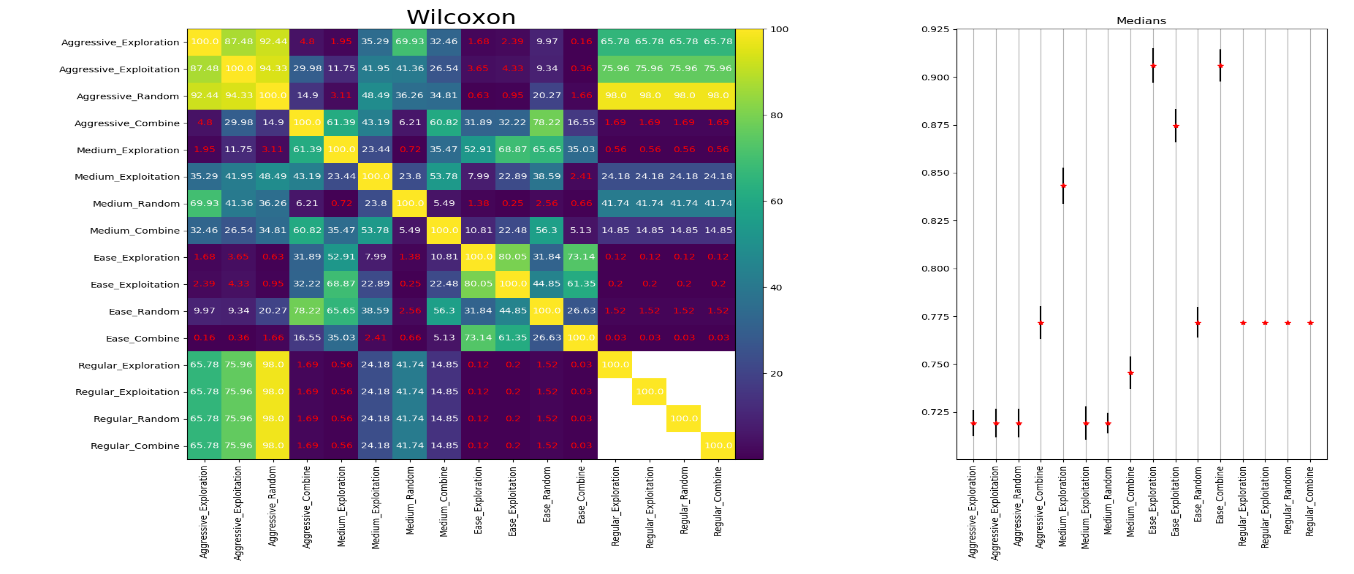 Wilcoxon
Aggressive_Exploration 100.0 87.48 92.44 4.8 1.95 35.29 69.93 32.46 1.68 2.39 9.97 0.16 65.78 65.78 65.78 65.78
Aggressive_Exploitation 87.48 100.0 94.33 29.98 11.75 41.95 41.36 26.54 3.65 4.33 9.34 0.36 75.96 75.96 75.96 75.96
Aggressive_Random 92.44 94.33 100.0 14.9 3.11 48.49 36.26 34.81 0.63 0.95 20.27 1.66 98.0 98.0 98.0 98.0
Aggressive_Combine 4.8 29.98 14.9 100.0 61.39 43.19 6.21 60.82 31.89 32.22 78.22 16.55 1.69 1.69 1.69 1.69
Medium_Exploration 1.95 11.75 3.11 61.39 100.0 23.44 0.72 35.47 52.91 68.87 65.65 35.03 0.56 0.56 0.56 0.56
Medium_Exploitation 35.29 41.95 48.49 43.19 23.44 100.0 23.8 53.78 7.99 22.89 38.59 2.41 24.18 24.18 24.18 24.18
Medium_Random 69.93 41.36 36.26 6.21 0.72 23.8 100.0 5.49 1.38 0.25 2.56 0.66 41.74 41.74 41.74 41.74
Medium_Combine 32.46 26.54 34.81 60.82 35.47 53.78 5.49 100.0 10.81 22.48 56.3 5.13 14.85 14.85 14.85 14.85
Ease_Exploration 1.68 3.65 0.63 31.89 52.91 7.99 1.38 10.81 100.0 80.05 31.84 73.14 0.12 0.12 0.12 0.12
Ease_Exploitation 2.39 4.33 0.95 32.22 68.87 22.89 0.25 22.48 80.05 100.0 44.85 61.35 0.2 0.2 0.2 0.2
Ease_Random 9.97 9.34 20.27 78.22 65.65 38.59 2.56 56.3 31.84 44.85 100.0 26.63 1.52 1.52 1.52 1.52
Ease_Combine 0.16 0.36 1.66 16.55 35.03 2.41 0.66 5.13 73.14 61.35 26.63 100.0 0.03 0.03 0.03 0.03
Regular_Exploration 65.78 75.96 98.0 1.69 0.56 24.18 41.74 14.85 0.12 0.2 1.52 0.03 100.0
Regular_Exploitation 65.78 75.96 98.0 1.69 0.56 24.18 41.74 14.85 0.12 0.2 1.52 0.03 100.0
Regular_Random 65.78 75.96 98.0 1.69 0.56 24.18 41.74 14.85 0.12 0.2 1.52 0.03 100.0
Regular_Combine 65.78 75.96 98.0 1.69 0.56 24.18 41.74 14.85 0.12 0.2 1.52 0.03 100.0
Aggressive_Exploration
Aggressive_Exploitation
Aggressive_Random
Aggressive_Combine
Medium_Exploration
Medium_Exploitation
Medium_Random
Medium_Combine
Ease_Exploration
Ease_Exploitation
Ease_Random
Ease_Combine
Regular_Exploration
Regular_Exploitation
Regular_Random
Regular_Combine
100
80
60
40
20
Medians
0.925
0.900
0.875
0.850
0.825
0.800
0.775
0.750
0.725
Aggressive_Exploration
Aggressive_Exploitation
Aggressive_Random
Aggressive_Combine
Medium_Exploration
Medium_Exploitation
Medium_Random
Medium_Combine
Ease_Exploration
Ease_Exploitation
Ease_Random
Ease_Combine
Regular_Exploration
Regular_Exploitation
Regular_Random
Regular_Combine